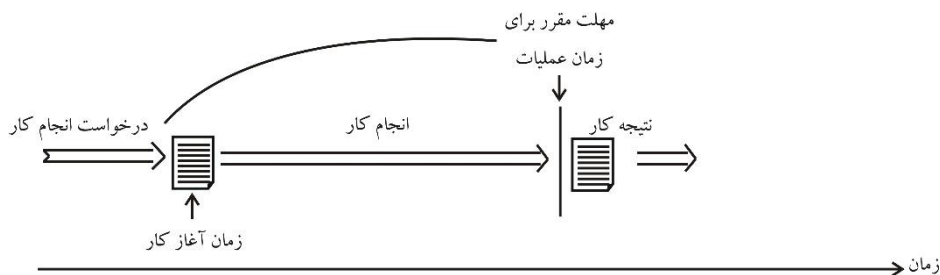 مهلت مقرر برای
زمان عملیات
درخواست انجام کار
انجام کار
نتیجه کار
زمان آغاز کار
زمان